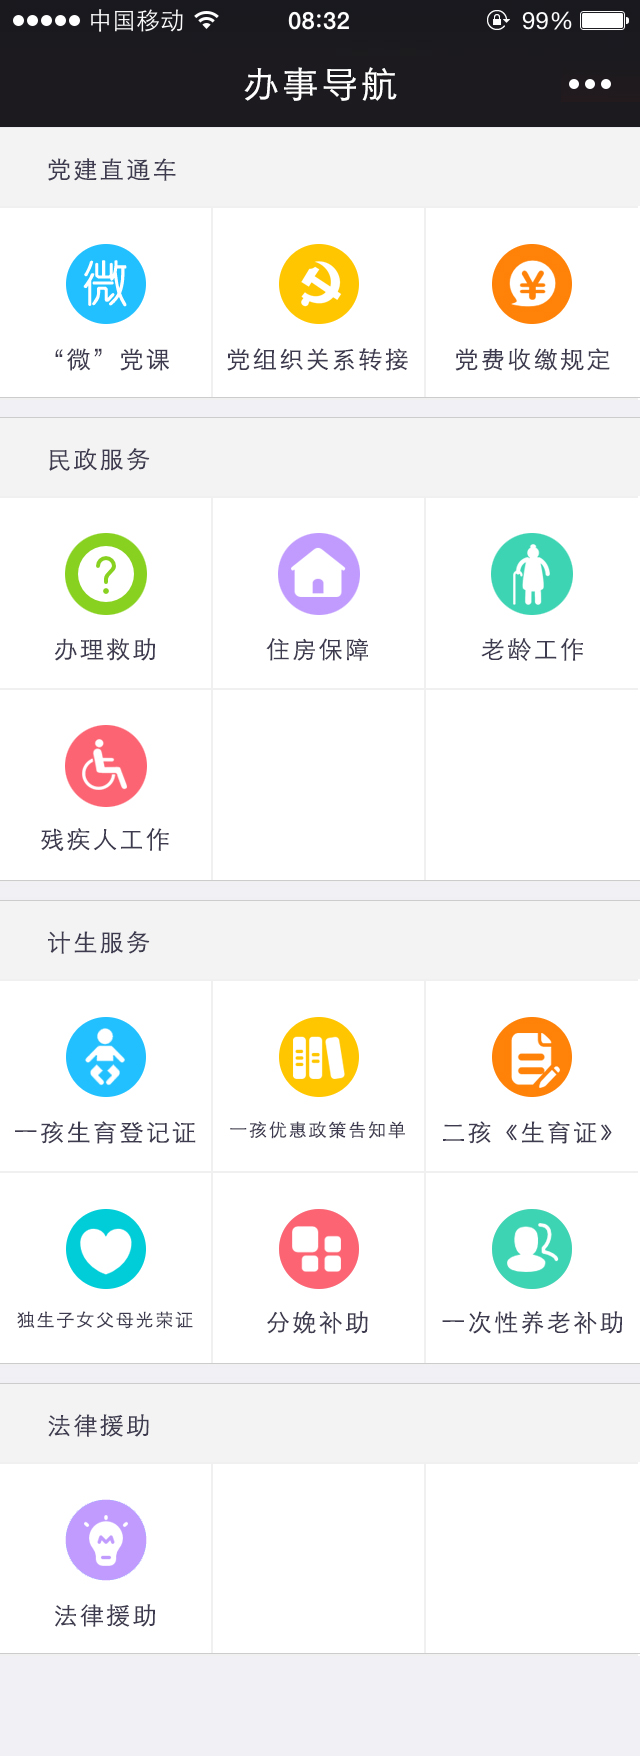 中国移动 08:32 99%
办事导航
党建直通车
微
“微”党课 党组织关系转接 党费收缴规定
民政服务
办理救助 住房保障 老龄工作
残疾人工作
计生服务
一孩生育登记证 一孩优惠政策告知单 二孩《生育证》
独生子女父母光荣证 分娩补助 一次性养老补助
法律援助
法律援助